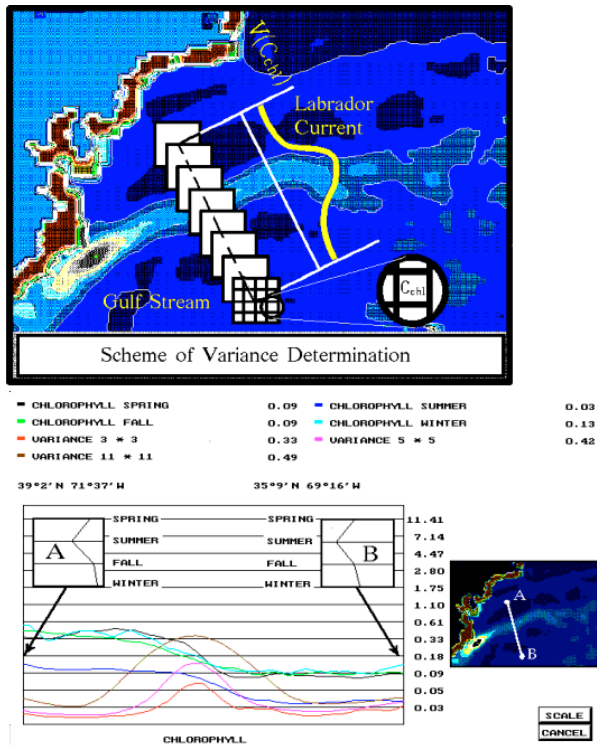 V(Cchl)
Labrador
Current
Gulf Stream
Cchl
Scheme of Variance Determination
CHLOROPHYLL SPRING 0.09 CHLOROPHYLL SUMMER 0.03
CHLOROPHYLL FALL 0.09 CHLOROPHYLL WINTER 0.13
VARIANCE 3 * 3 0.33 VARIANCE 5 * 5 0.42
VARIANCE 11 * 11 0.49
39°2'N 71°37'W 35°9'N 69°16'W
SPRING SPRING 11.41
SUMMER SUMMER 7.14
A B
4.47
FALL FALL 2.80
WINTER WINTER 1.75
1.10
0.61
0.33
0.18
0.09
0.05
0.03
A
B
CHLOROPHYLL
SCALE
CANCEL